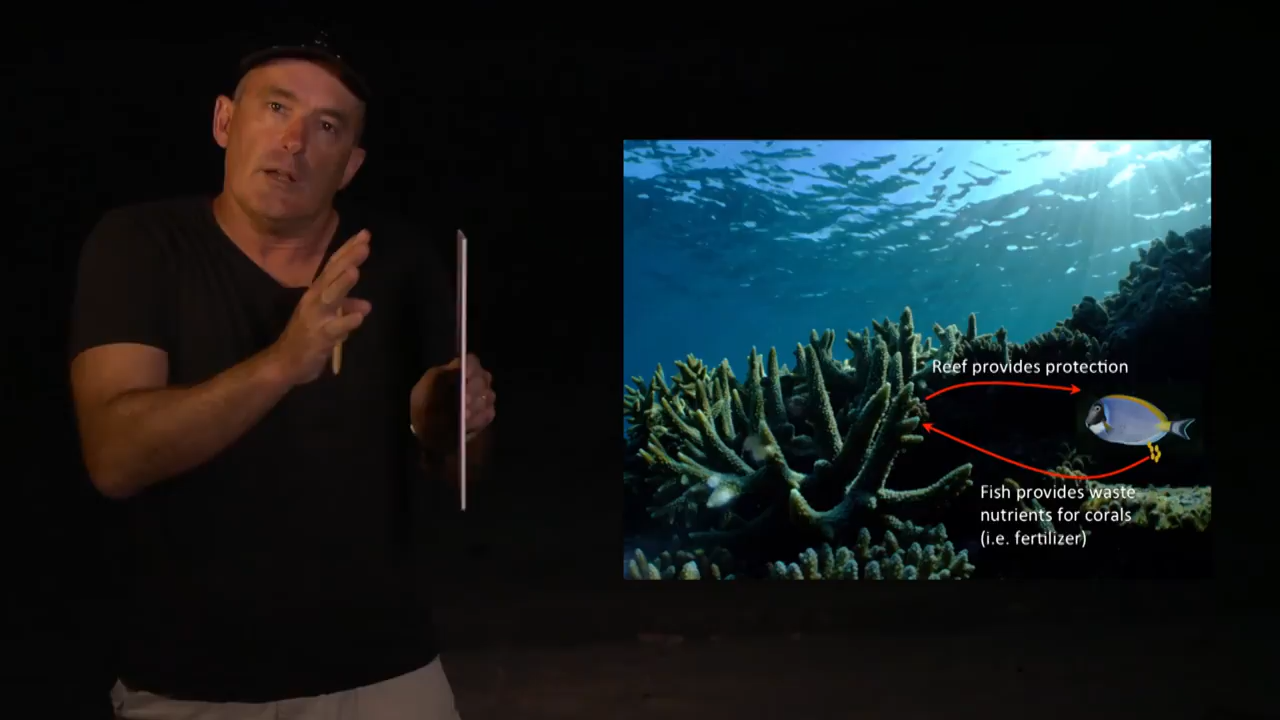 Reef provides protection
Fish provides waste
nutrients for corals
(i.e. fertilizer)